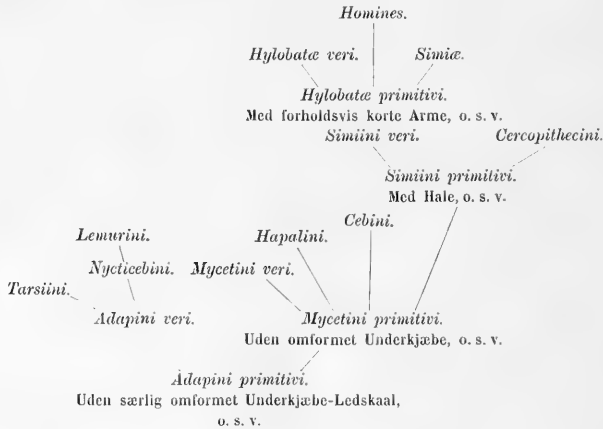 Homines.
Hylobatæ veri. Simiæ.
Hylobatæ primitivi.
Med forholdsvis korte Arme, o. s. v.
Simiini veri. Cercopithecini.
Simiini primitivi.
Med Hale, o. s. v.
Cebini.
Lemurini. Hapalini.
Nycticebini. Mycetini veri.
Tarsiini.
Adapini veri. Mycetini primitivi.
Uden omformet Underkjæbe, o. s. v.
Adapini primitivi.
Uden særlig omformet Underkjæbe-Ledskaal,
o. s. v.